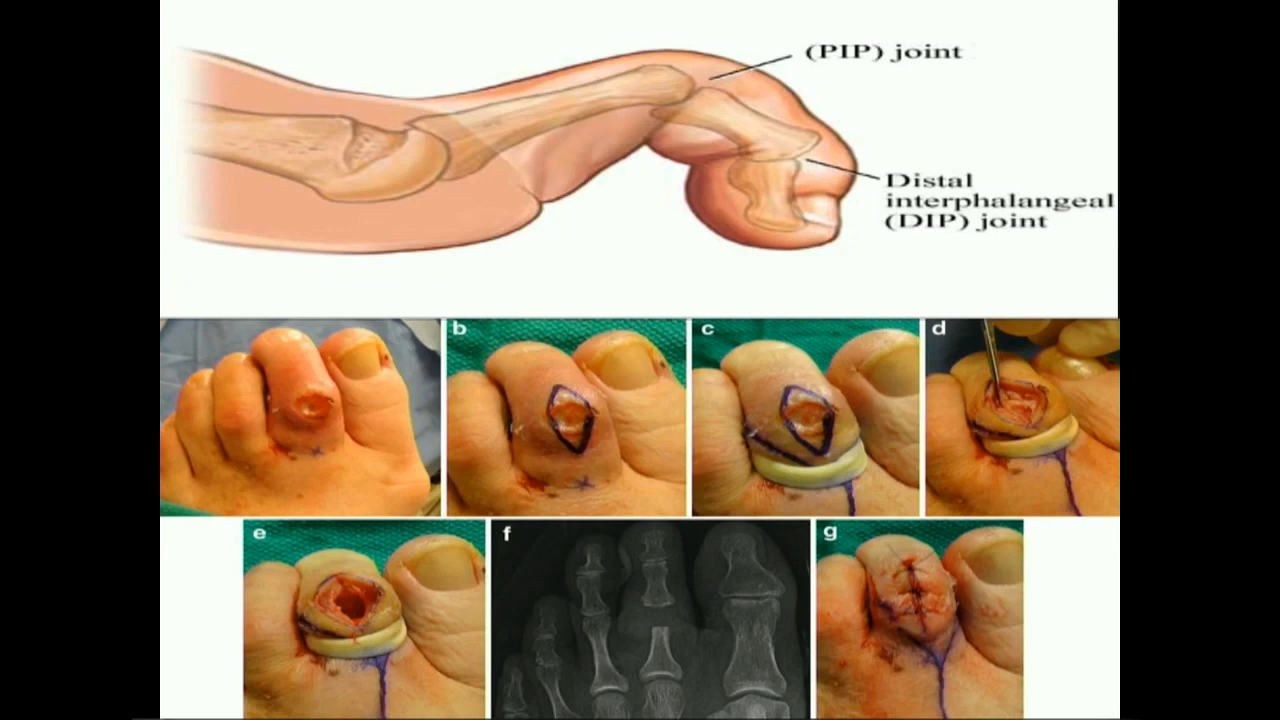 (PIP) joint
Distal
interphalangeal
(DIP) joint
b
c
d
e
f
g